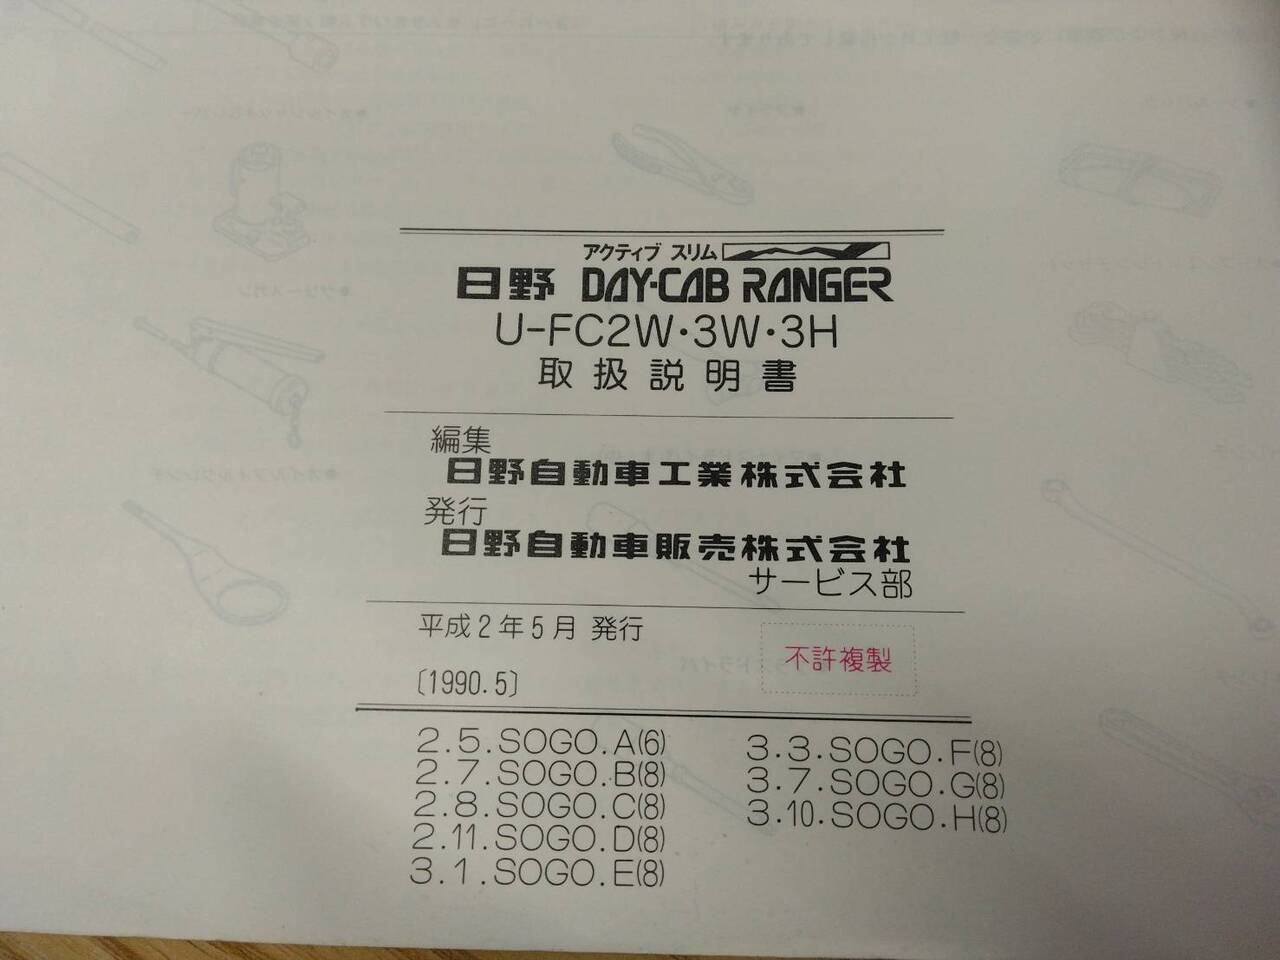 アクティブ スリム
日野 DAY・CAB RANGER
U-FC2W・3W・3H
取扱説明書
編集
日野自動車工業株式会社
発行
日野自動車販売株式会社
サービス部
平成2年5月 発行
不許複製
〔1990.5〕
2.5.SOGO.A(6)
2.7.SOGO.B(8)
2.8.SOGO.C(8)
2.11.SOGO.D(8)
3.1.SOGO.E(8)
3.3.SOGO.F(8)
3.7.SOGO.G(8)
3.10.SOGO.H(8)